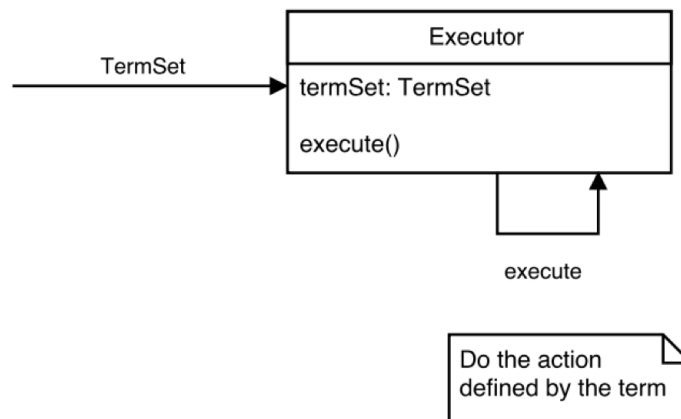 Executor
TermSet
termSet: TermSet
execute()
execute
Do the action
defined by the term